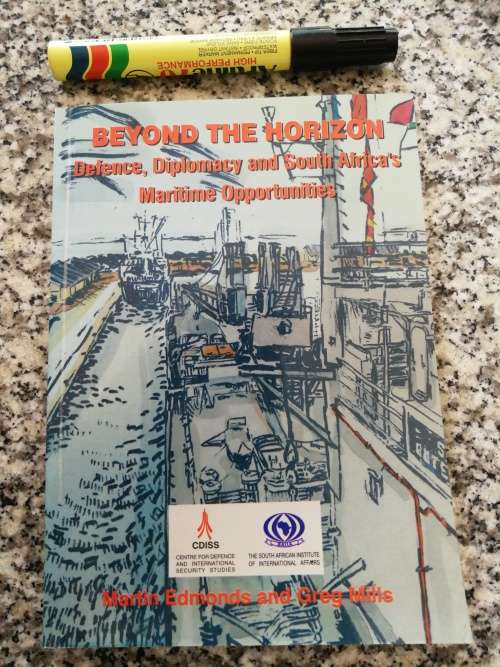 HIGH PERFORMANCE
BEYOND THE HORIZON
Defence, Diplomacy and South Africa's
Maritime Opportunities
CDISS
CENTRE FOR DEFENCE
AND INTERNATIONAL
SECURITY STUDIES
THE SOUTH AFRICAN INSTITUTE
OF INTERNATIONAL AFFAIRS
Martin Edmonds and Greg Mills